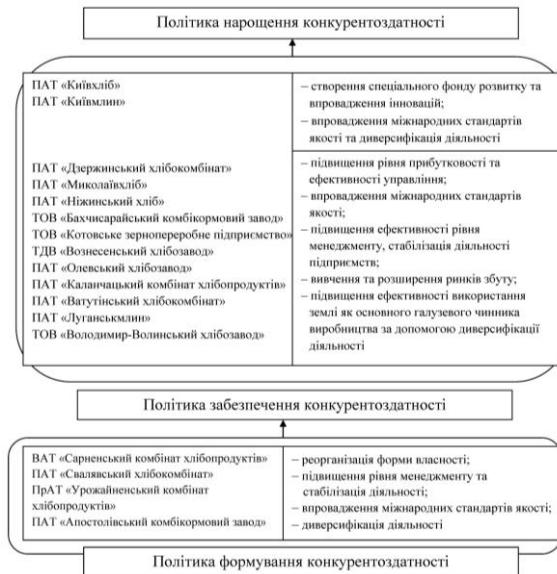 Політика нарощення конкурентоздатності
ПАТ «Київхліб»
ПАТ «Київмлин»
– створення спеціального фонду розвитку та
впровадження інновацій;
– впровадження міжнародних стандартів
якості та диверсифікація діяльності
ПАТ «Дзержинський хлібокомбінат»
ПАТ «Миколаївхліб»
ПАТ «Ніжинський хліб»
ТОВ «Бахчисарайський комбікормовий завод»
ТОВ «Котовське зернопереробне підприємство»
ТДВ «Вознесенський хлібозавод»
ПАТ «Олевський хлібозавод»
ПАТ «Каланчацький комбінат хлібопродуктів»
ПАТ «Ватутінський хлібокомбінат»
ПАТ «Луганськмлин»
ТОВ «Володимир-Волинський хлібзавод»
– підвищення рівня прибутковості та
ефективності управління;
– впровадження міжнародних стандартів
якості;
– підвищення ефективності рівня
менеджменту, стабілізація діяльності
підприємств;
– вивчення та розширення ринків збуту;
– підвищення ефективності використання
землі як основного галузевого чинника
виробництва за допомогою диверсифікації
діяльності
Політика забезпечення конкурентоздатності
ВАТ «Сарненський комбінат хлібопродуктів»
ПАТ «Свалявський хлібокомбінат»
ПрАТ «Урожайненський комбінат
хлібопродуктів»
ПАТ «Апостолівський комбікормовий завод»
– реорганізація форми власності;
– підвищення рівня менеджменту та
стабілізація діяльності;
– впровадження міжнародних стандартів якості;
– диверсифікація діяльності
Політика формування конкурентоздатності